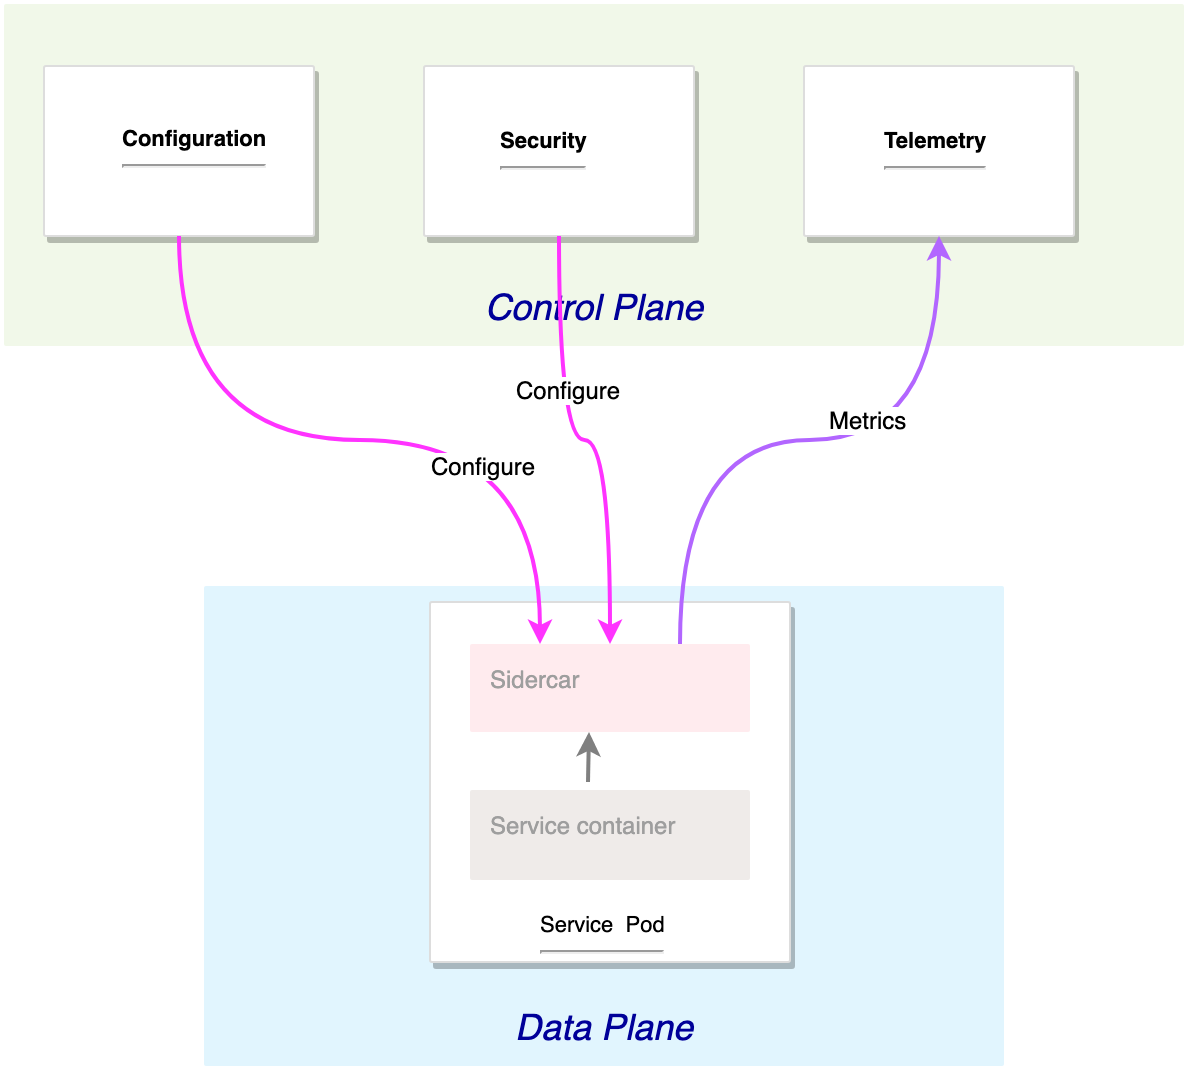 Configuration
Security
Telemetry
Control Plane
Configure
Metrics
Configure
Sidercar
Service container
Service Pod
Data Plane